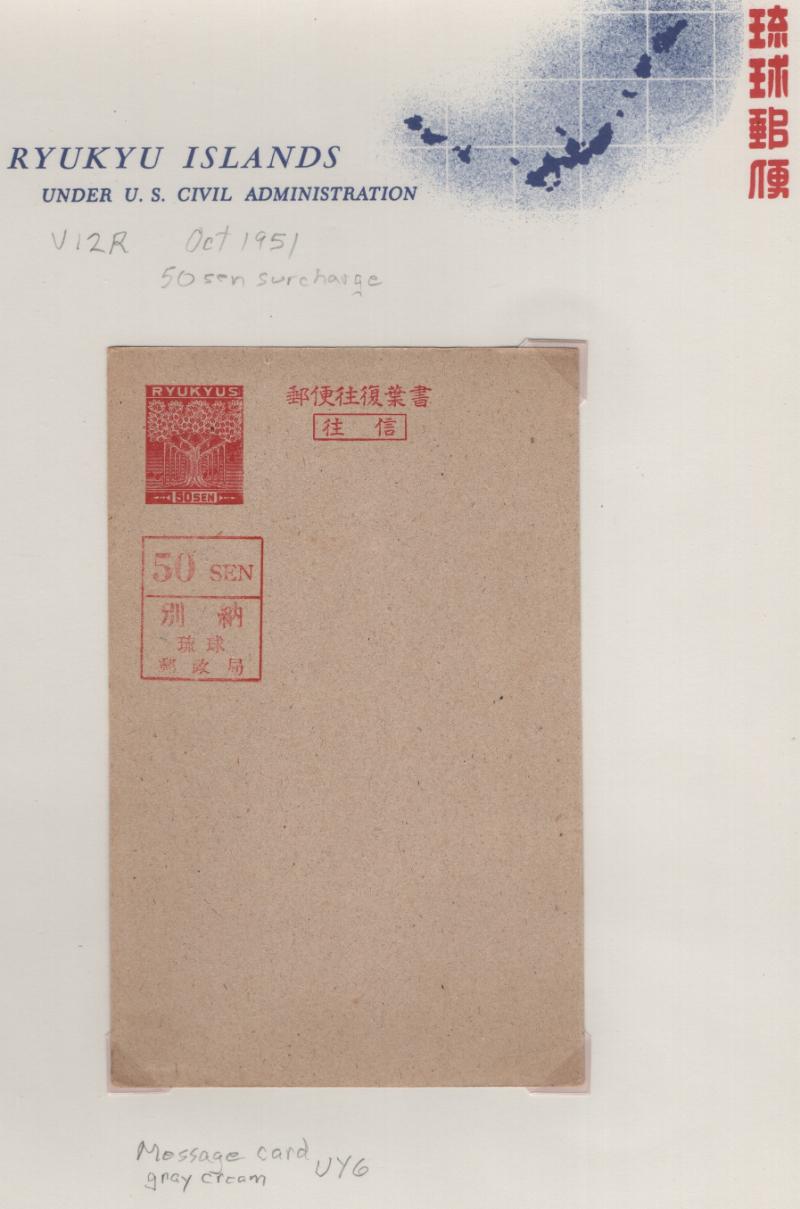 琉球郵便
RYUKYU ISLANDS
UNDER U. S. CIVIL ADMINISTRATION
V12R Oct 1951
50 sen surcharge
RYUKYUS
50SEN
郵便往復葉書
往 信
50 SEN
別 納
琉 球
郵 政 局
Message card
gray cream UY6